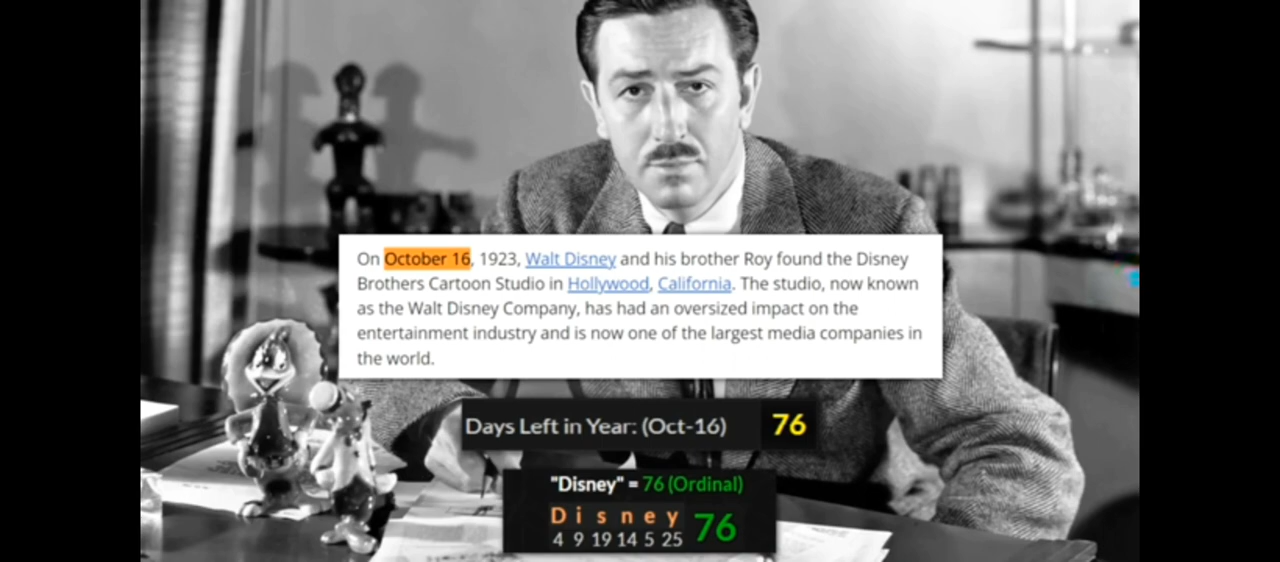 On October 16, 1923, Walt Disney and his brother Roy found the Disney
Brothers Cartoon Studio in Hollywood, California. The studio, now known
as the Walt Disney Company, has had an oversized impact on the
entertainment industry and is now one of the largest media companies in
the world.
Days Left in Year: (Oct-16) 76
"Disney" = 76 (Ordinal)
D i s n e y 76
4 9 19 14 5 25